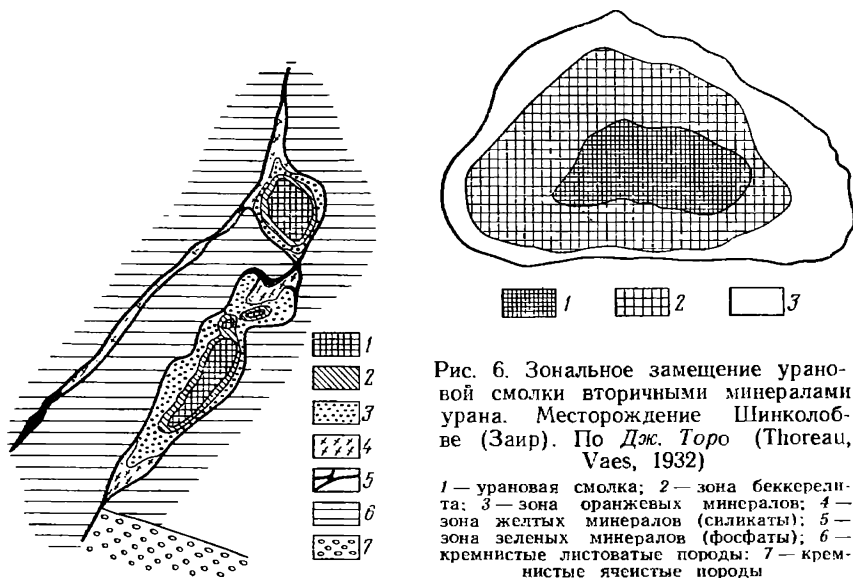 1
2
3
4
5
6
7
1 2 3
Рис. 6. Зональное замещение урано-
вой смолки вторичными минералами
урана. Месторождение Шинколоб-
ве (Заир). По Дж. Торо (Thoreau,
Vaes, 1932)
1 — урановая смолка; 2 — зона беккерели-
та; 3 — зона оранжевых минералов; 4 —
зона желтых минералов (силикаты); 5 —
зона зеленых минералов (фосфаты); 6 —
кремнистые листоватые породы: 7 — крем-
нистые ячеистые породы